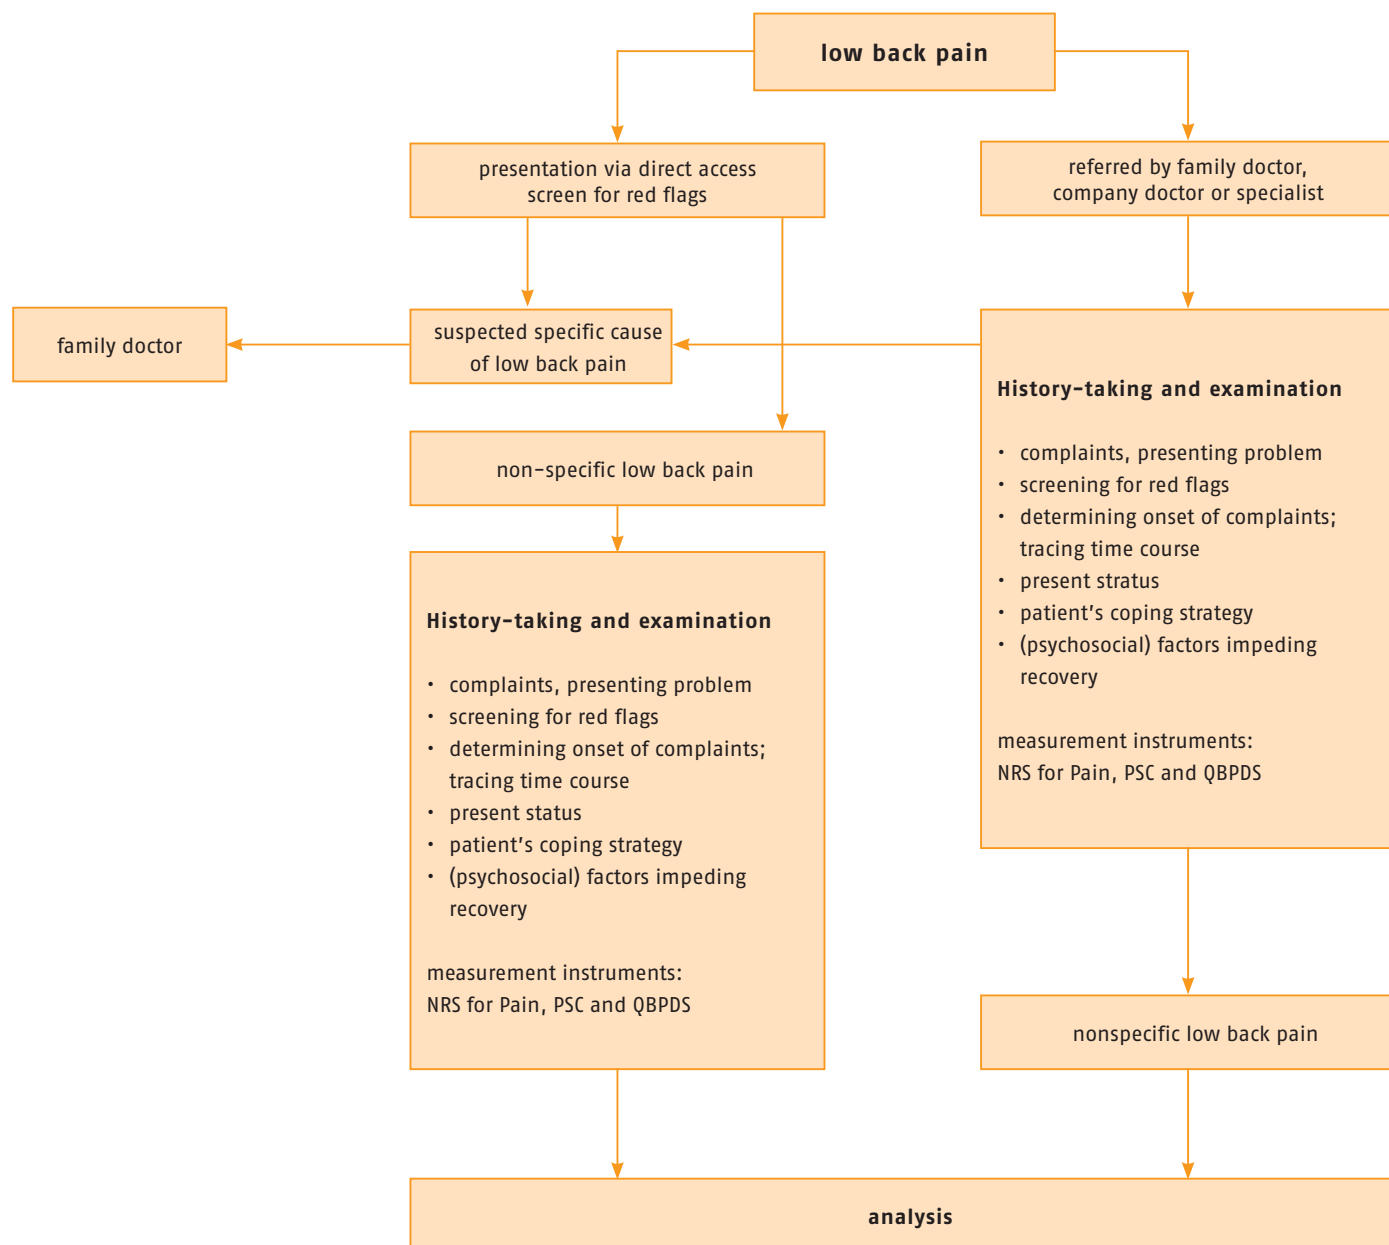 low back pain
presentation via direct access
screen for red flags
referred by family doctor,
company doctor or specialist
family doctor
suspected specific cause
of low back pain
non-specific low back pain
History-taking and examination
• complaints, presenting problem
• screening for red flags
• determining onset of complaints;
tracing time course
• present status
• patient's coping strategy
• (psychosocial) factors impeding
recovery
measurement instruments:
NRS for Pain, PSC and QBPDS
History-taking and examination
• complaints, presenting problem
• screening for red flags
• determining onset of complaints;
tracing time course
• present status
• patient's coping strategy
• (psychosocial) factors impeding
recovery
measurement instruments:
NRS for Pain, PSC and QBPDS
nonspecific low back pain
analysis